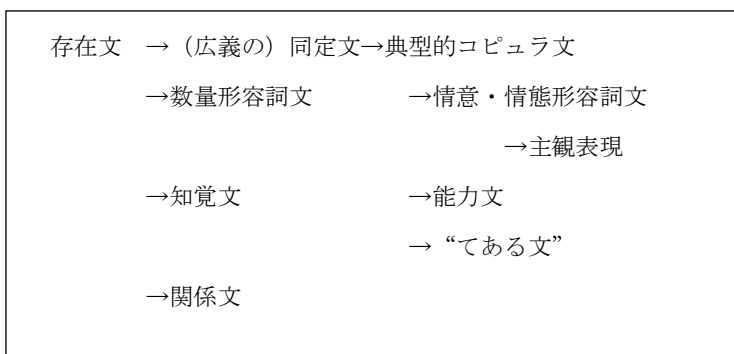 存在文 →（広義の）同定文→典型的コピュラ文
→数量形容詞文 →情意・情態形容詞文
→主観表現
→知覚文 →能力文
→“てある文”
→関係文